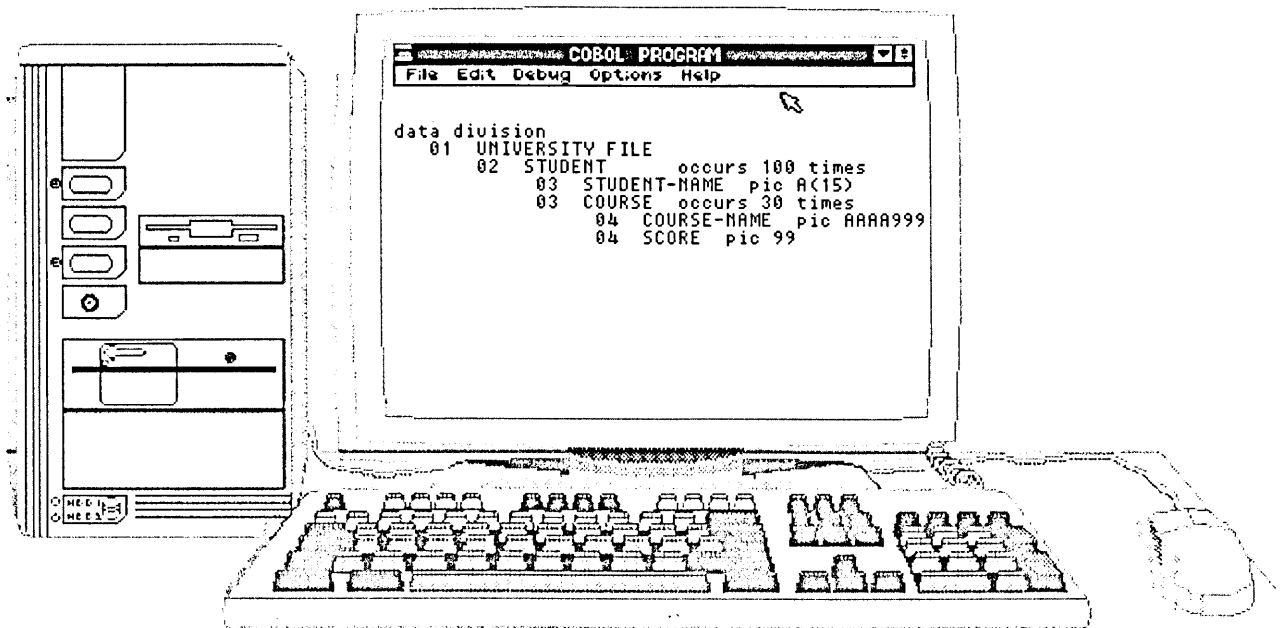 COBOL PROGRAM
File Edit Debug Options Help
data division
01 UNIVERSITY FILE
02 STUDENT occurs 100 times
03 STUDENT-NAME pic A(15)
03 COURSE occurs 30 times
04 COURSE-NAME pic AAAA999
04 SCORE pic 99